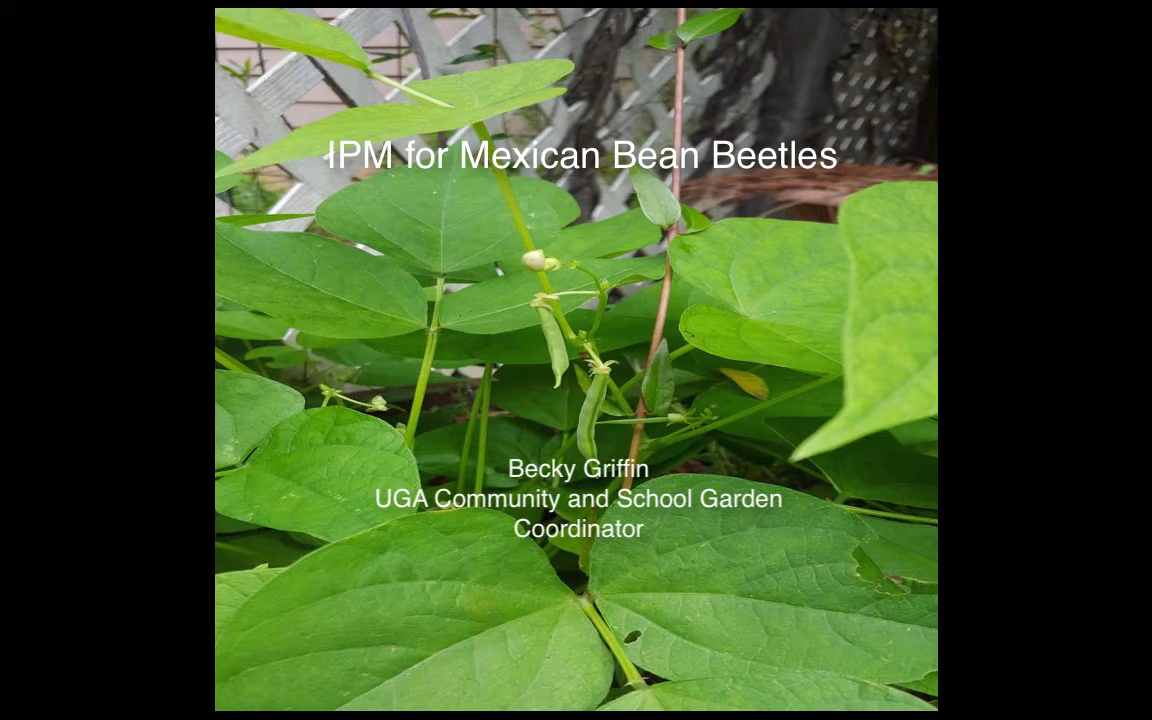 IPM for Mexican Bean Beetles
Becky Griffin
UGA Community and School Garden
Coordinator